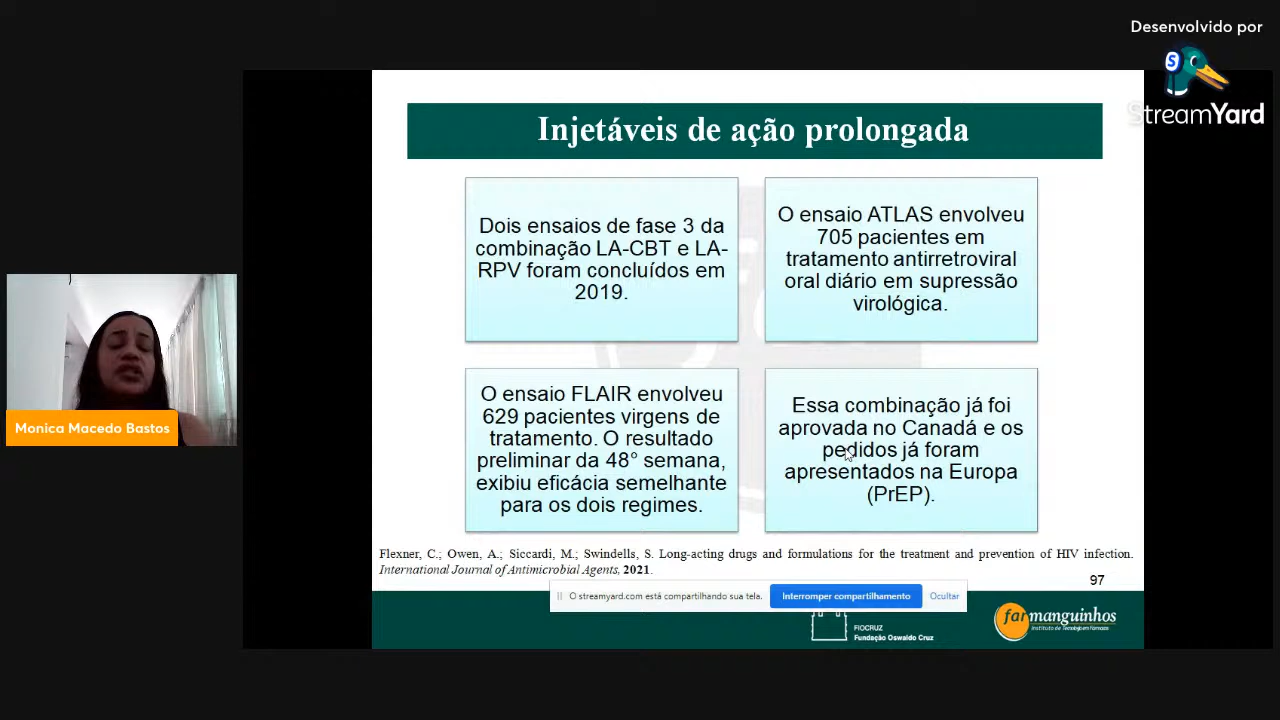 Desenvolvido por
StreamYard
Injetáveis de ação prolongada
Dois ensaios de fase 3 da
combinação LA-CBT e LA-
RPV foram concluídos em
2019.
O ensaio ATLAS envolveu
705 pacientes em
tratamento antirretroviral
oral diário em supressão
virológica.
O ensaio FLAIR envolveu
629 pacientes virgens de
tratamento. O resultado
preliminar da 48° semana,
exibiu eficácia semelhante
para os dois regimes.
Essa combinação já foi
aprovada no Canadá e os
pedidos já foram
apresentados na Europa
(PrEP).
Monica Macedo Bastos
Flexner, C.; Owen, A.; Siccardi, M.; Swindells, S. Long-acting drugs and formulations for the treatment and prevention of HIV infection.
International Journal of Antimicrobial Agents, 2021.
97
O streamyard.com está compartilhando sua tela.
Interromper compartilhamento
Ocultar
FIOCRUZ
Fundação Oswaldo Cruz
farmanguinhos
Instituto de Tecnologia em Fármacos